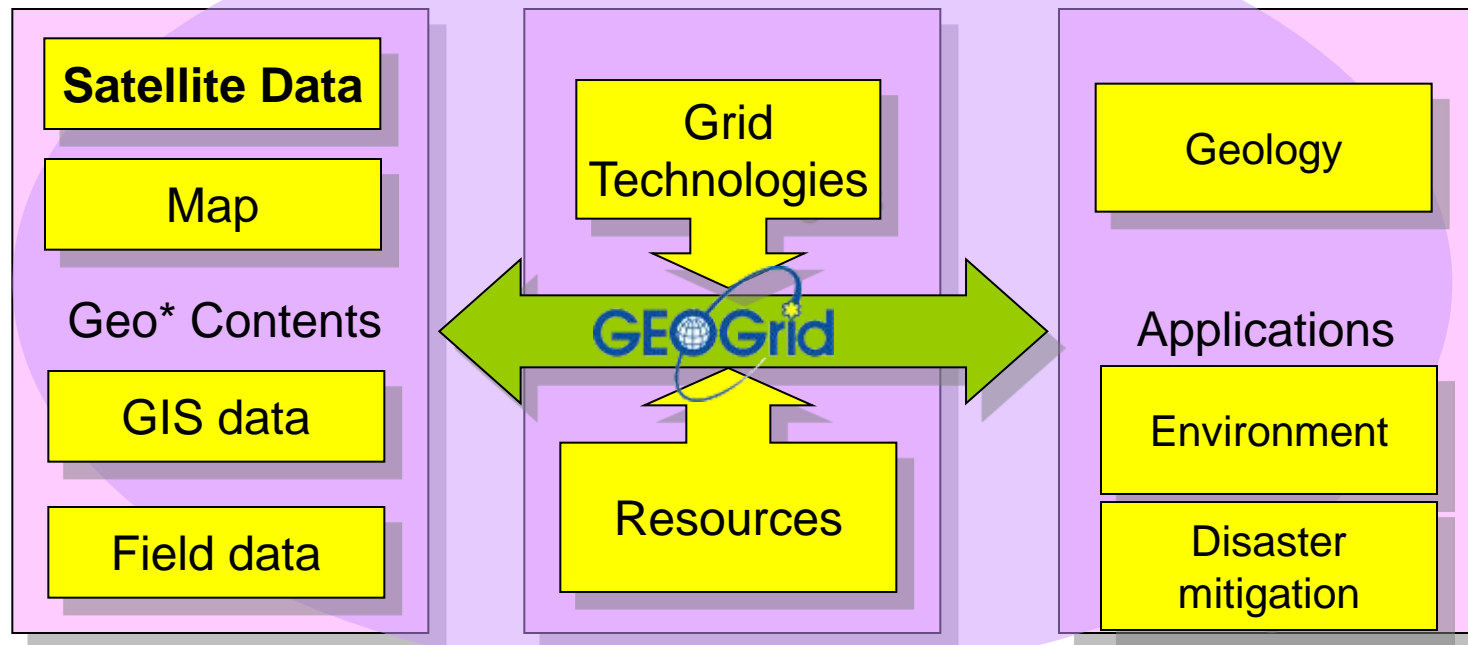 Satellite Data
Map
Geo* Contents
GIS data
Field data
Grid
Technologies
GEOGrid
Resources
Geology
Applications
Environment
Disaster
mitigation